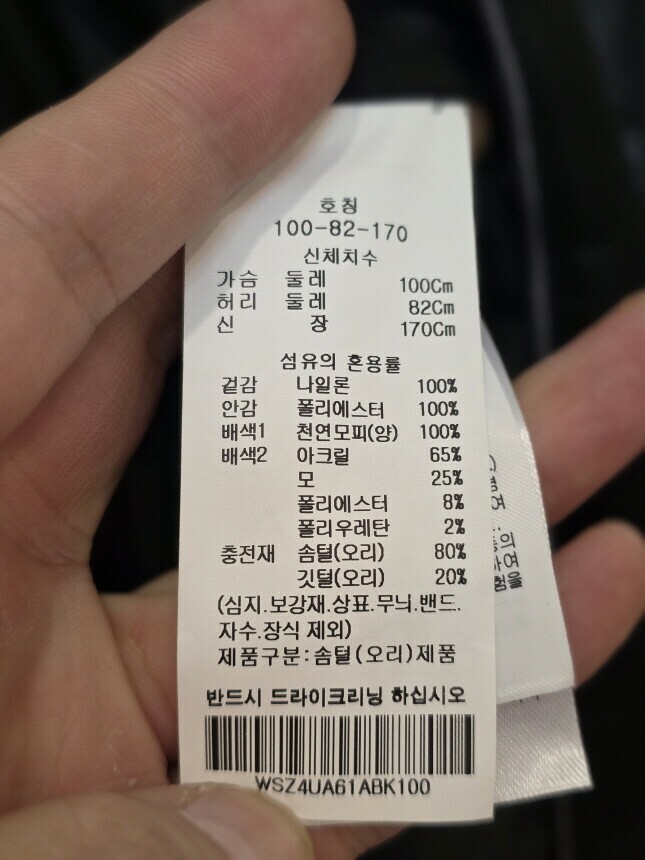 호칭
100-82-170
신체치수
가슴 둘레 100Cm
허리 둘레 82Cm
신 장 170Cm
섬유의 혼용률
겉감 나일론 100%
안감 폴리에스터 100%
배색1 천연모피(양) 100%
배색2 아크릴 65%
모 25%
폴리에스터 8%
폴리우레탄 2%
충전재 솜털(오리) 80%
깃털(오리) 20%
(심지.보강재.상표.무늬.밴드.
자수.장식 제외)
제품구분:솜털(오리)제품
반드시 드라이크리닝 하십시오
WSZ4UA61ABK100